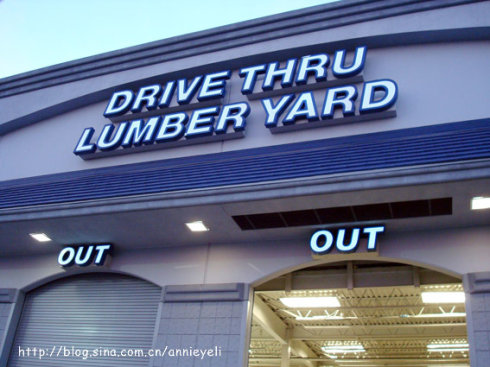 DRIVE THRU
LUMBER YARD
OUT
OUT
http://blog.sina.com.cn/annieyeli